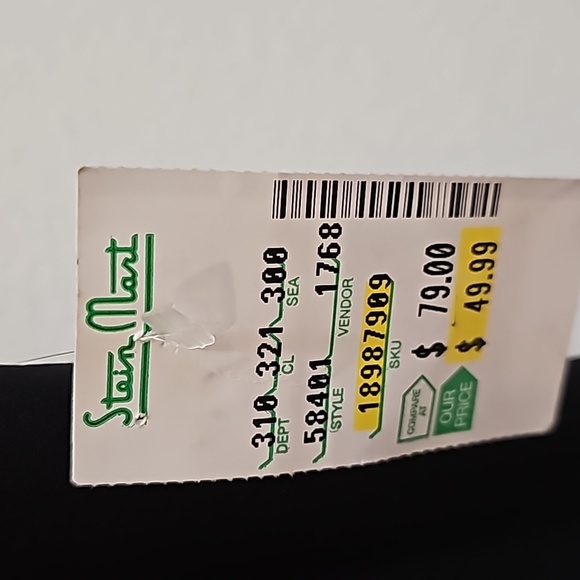 Stein Mart
310 321 300
DEPT CL SEA
58401 1768
STYLE VENDOR
18987909
SKU
COMPARE AT $ 79.00
OUR PRICE $ 49.99